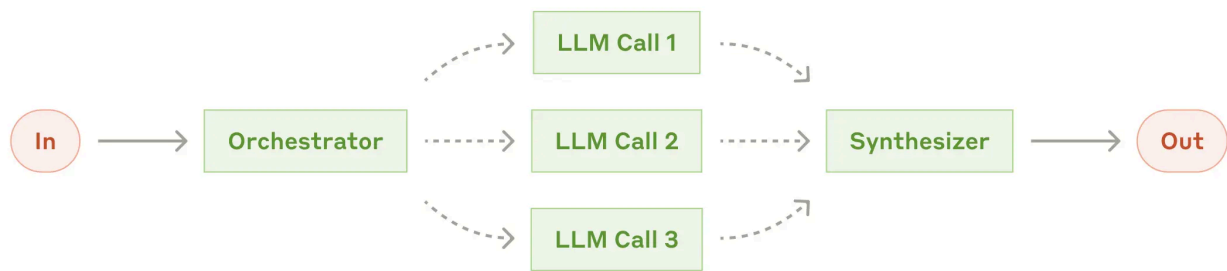 In
Orchestrator
LLM Call 1
LLM Call 2
LLM Call 3
Synthesizer
Out